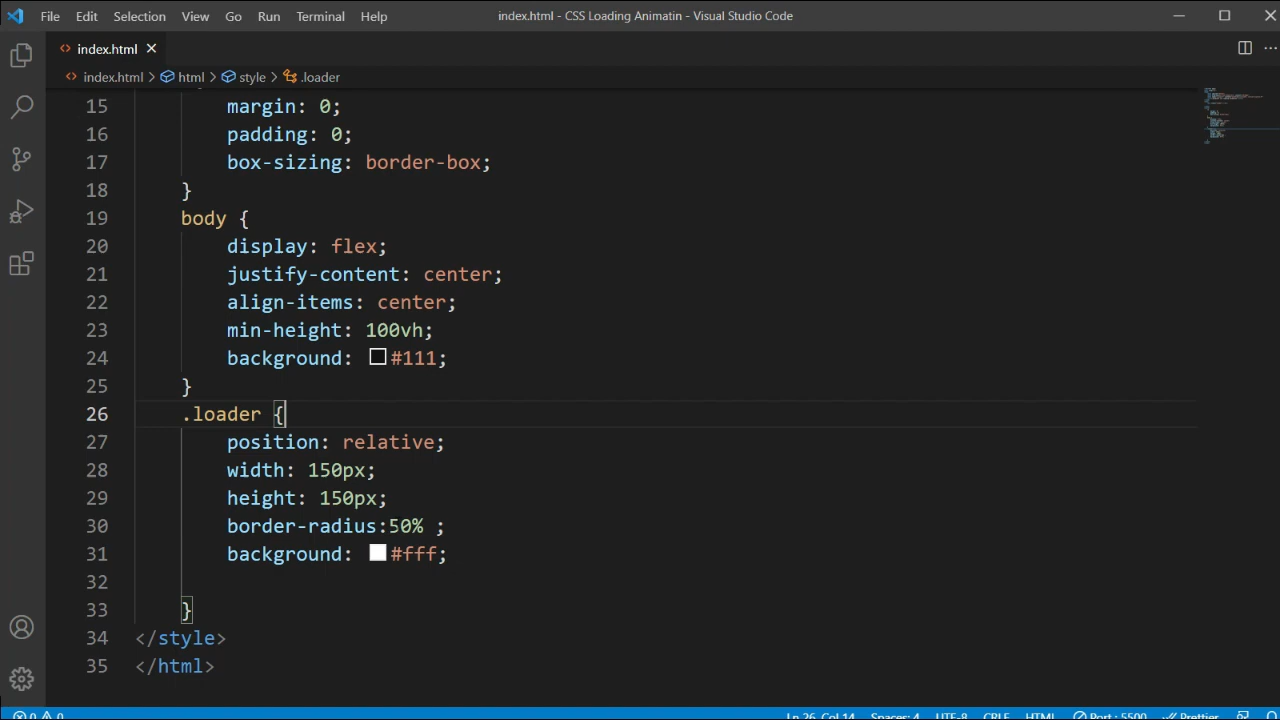 File Edit Selection View Go Run Terminal Help index.html - CSS Loading Animatin - Visual Studio Code
index.html
index.html > html > style > .loader
15 margin: 0;
16 padding: 0;
17 box-sizing: border-box;
18 }
19 body {
20 display: flex;
21 justify-content: center;
22 align-items: center;
23 min-height: 100vh;
24 background: #111;
25 }
26 .loader {
27 position: relative;
28 width: 150px;
29 height: 150px;
30 border-radius:50% ;
31 background: #fff;
32
33 }
34 </style>
35 </html>
0 0 Ln 26, Col 14 Spaces: 4 UTF-8 CRLF HTML Port : 5500 Prettier